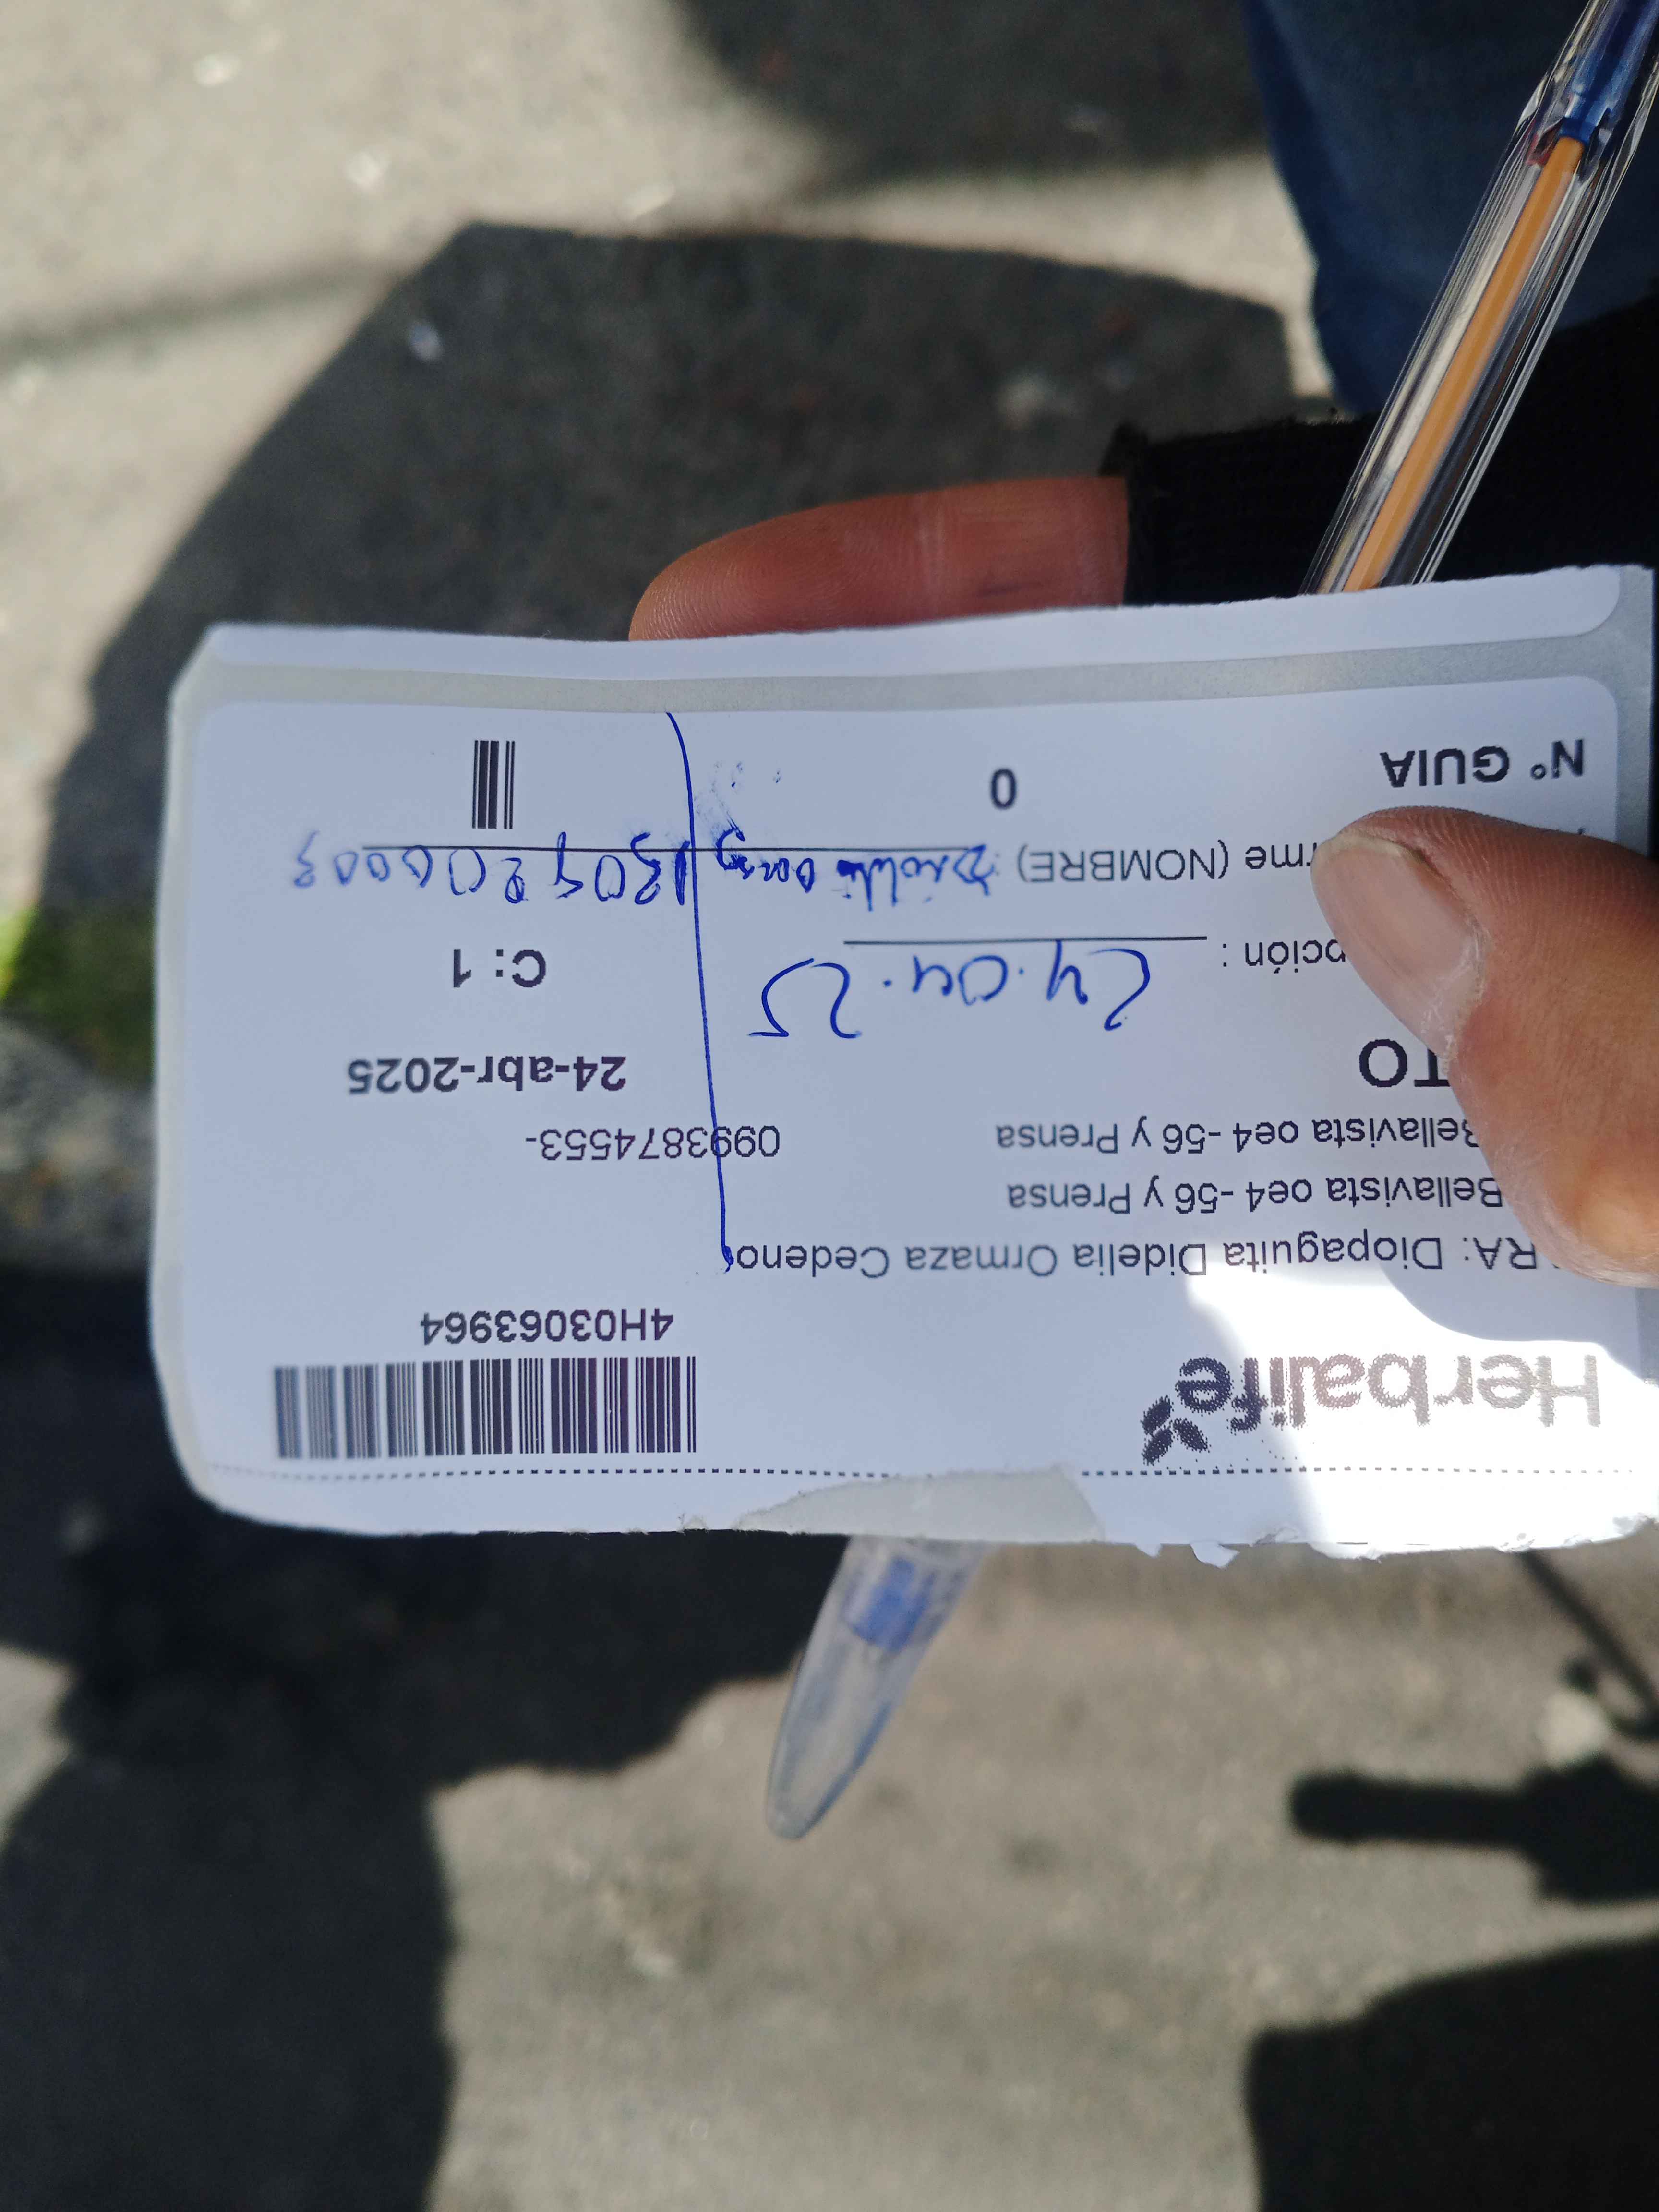 Herbalife
4H03063964
RA: Diopaguita Didelia Ormaza Cedeno
Bellavista oe4 -56 y Prensa
Bellavista oe4 -56 y Prensa 0993874553-
TO 24-abr-2025
pción : 24.04.25 C: 1
rme (NOMBRE)
N° GUIA 0